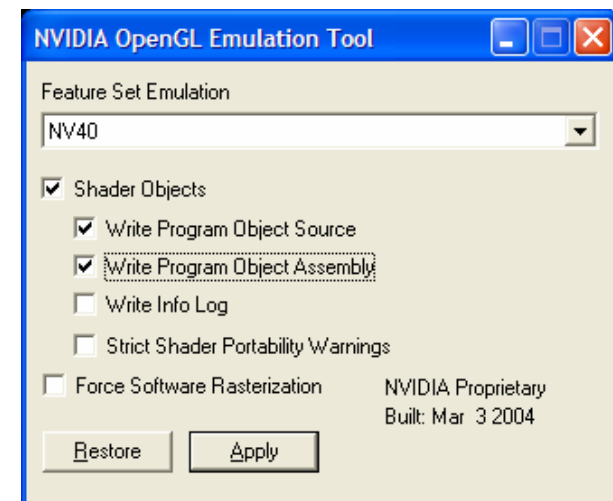 NVIDIA OpenGL Emulation Tool
Feature Set Emulation
NV40
Shader Objects
Write Program Object Source
Write Program Object Assembly
Write Info Log
Strict Shader Portability Warnings
Force Software Rasterization
NVIDIA Proprietary
Built: Mar 3 2004
Restore
Apply